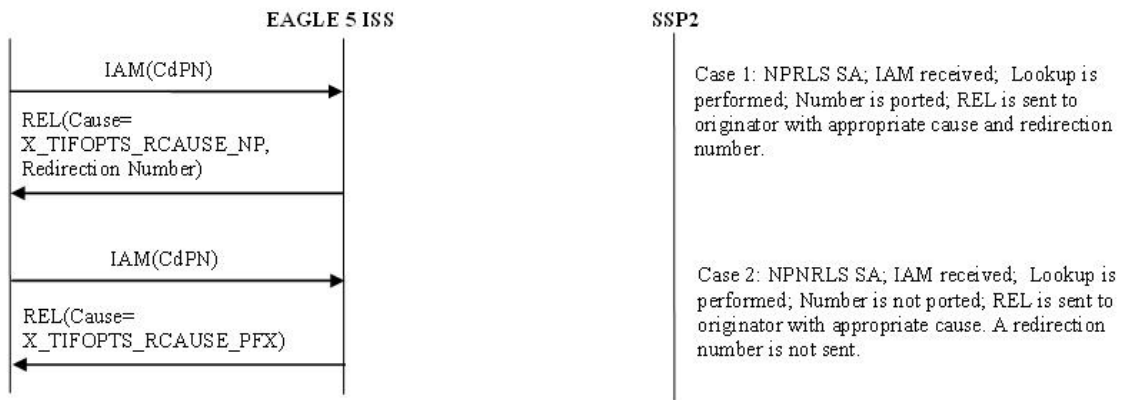 EAGLE 5 ISS
SSP2
IAM(CdPN)
REL(Cause=
X_TIFOPTS_RCAUSE_NP,
Redirection Number)
Case 1: NPRLS SA; IAM received; Lookup is
performed; Number is ported; REL is sent to
originator with appropriate cause and redirection
number.
IAM(CdPN)
REL(Cause=
X_TIFOPTS_RCAUSE_PFX)
Case 2: NPNRLS SA; IAM received; Lookup is
performed; Number is not ported; REL is sent to
originator with appropriate cause. A redirection
number is not sent.